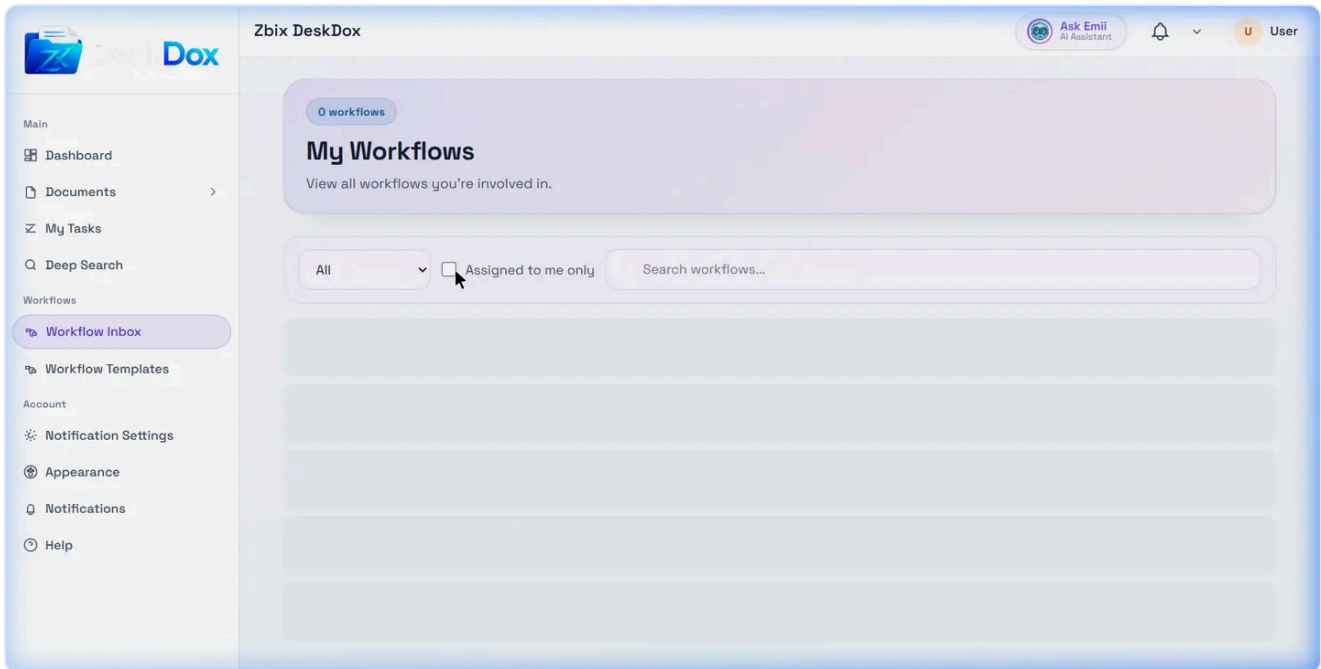 Dox
Main
Dashboard
Documents
My Tasks
Deep Search
Workflows
Workflow Inbox
Workflow Templates
Account
Notification Settings
Appearance
Notifications
Help
Zbix DeskDox
Ask Emii
AI Assistant
U User
0 workflows
My Workflows
View all workflows you're involved in.
All
Assigned to me only
Search workflows...